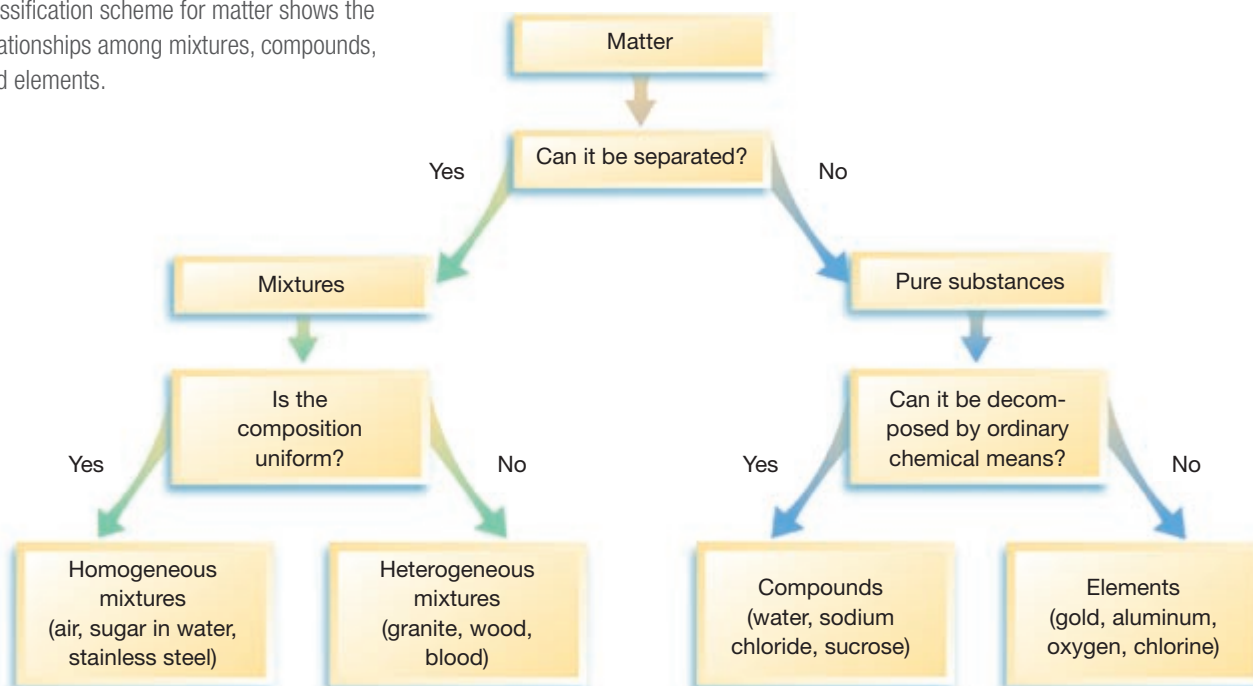 ssification scheme for matter shows the
ationships among mixtures, compounds,
d elements.
Matter
Can it be separated?
Yes
No
Mixtures
Pure substances
Is the
composition
uniform?
Can it be decom-
posed by ordinary
chemical means?
Yes
No
Yes
No
Homogeneous
mixtures
(air, sugar in water,
stainless steel)
Heterogeneous
mixtures
(granite, wood,
blood)
Compounds
(water, sodium
chloride, sucrose)
Elements
(gold, aluminum,
oxygen, chlorine)